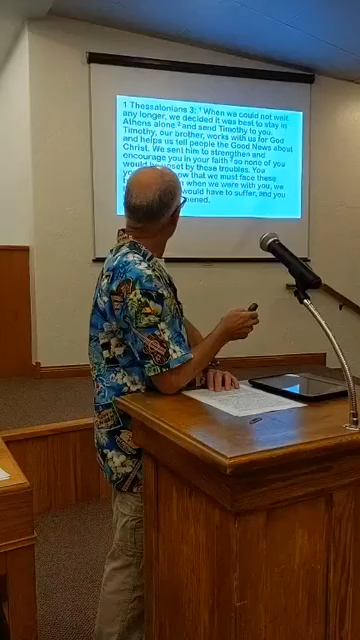 1 Thessalonians 3: ¹ When we could not wait
any longer, we decided it was best to stay in
Athens alone ² and send Timothy to you.
Timothy, our brother, works with us for God
and helps us tell people the Good News about
Christ. We sent him to strengthen and
encourage you in your faith ³ so none of you
would be upset by these troubles. You
that we must face these
when we were with you, we
would have to suffer, and you